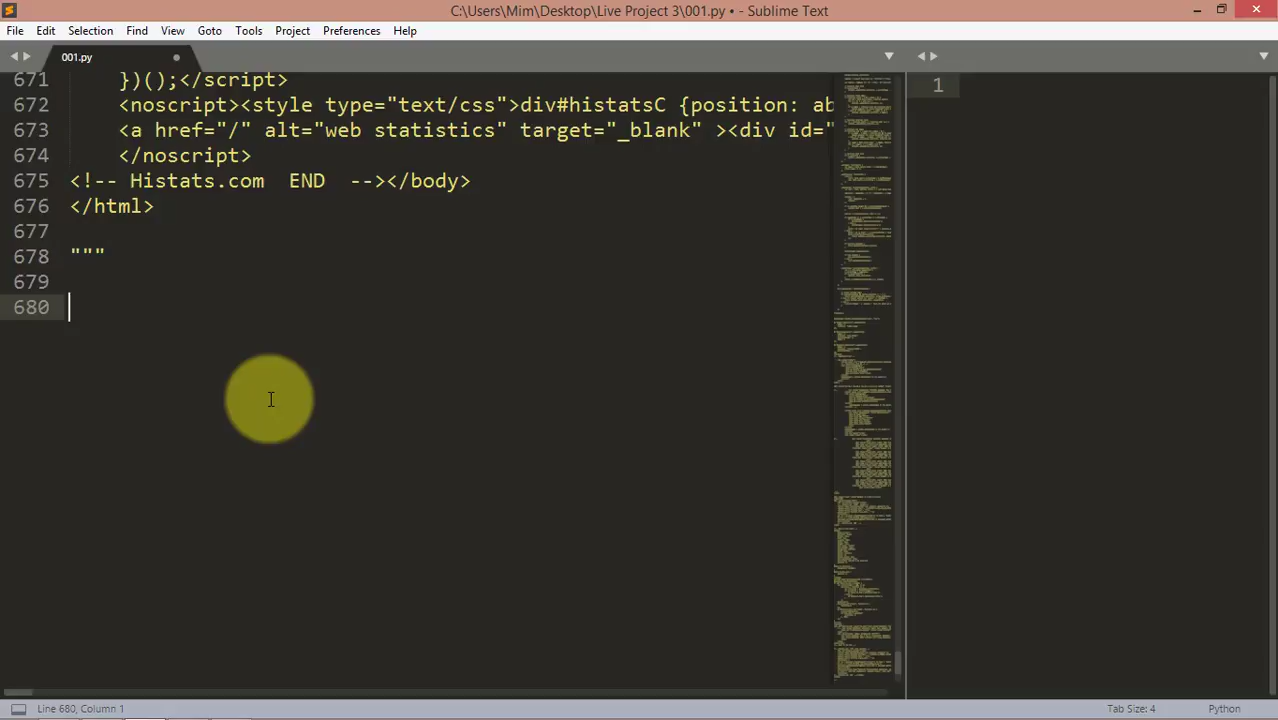 C:\Users\Mim\Desktop\Live Project 3\001.py • - Sublime Text
File Edit Selection Find View Goto Tools Project Preferences Help
001.py
671 })();</script>
672 <noscript><style type="text/css">div#histatsC {position: ab
673 <a href="/" alt="web statistics" target="_blank" ><div id="
674 </noscript>
675 <!-- Histats.com  END  --></body>
676 </html>
677
678 """
679
680
1
Line 680, Column 1
Tab Size: 4
Python